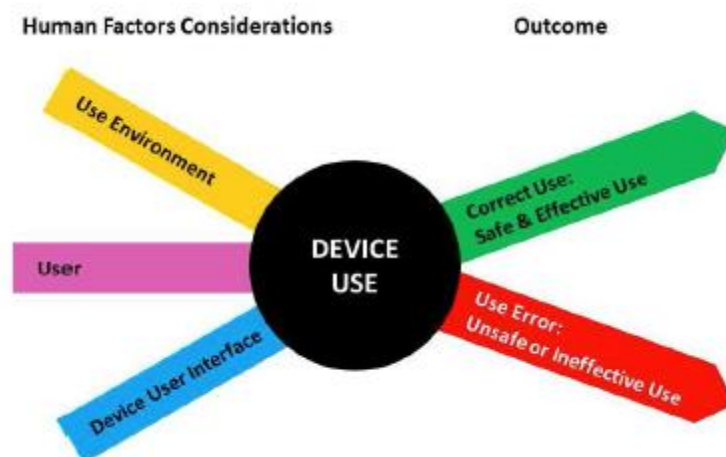 Human Factors Considerations
Outcome
Use Environment
User
Device User Interface
DEVICE
USE
Correct Use:
Safe & Effective Use
Use Error:
Unsafe or Ineffective Use